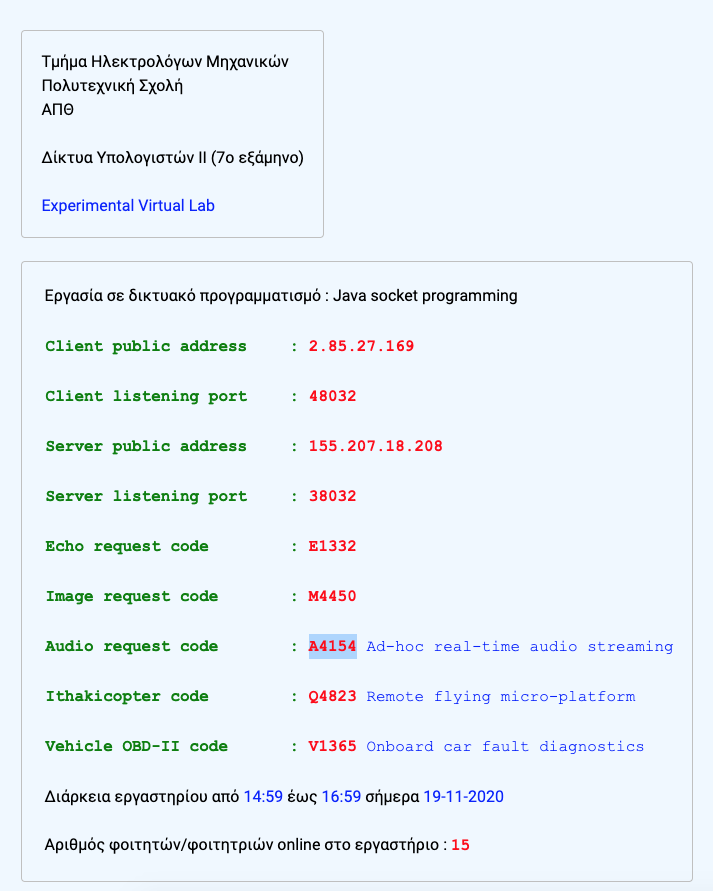 Τμήμα Ηλεκτρολόγων Μηχανικών
Πολυτεχνική Σχολή
ΑΠΘ
Δίκτυα Υπολογιστών ΙΙ (7ο εξάμηνο)
Experimental Virtual Lab
Εργασία σε δικτυακό προγραμματισμό : Java socket programming
Client public address : 2.85.27.169
Client listening port : 48032
Server public address : 155.207.18.208
Server listening port : 38032
Echo request code : E1332
Image request code : M4450
Audio request code : A4154 Ad-hoc real-time audio streaming
Ithakicopter code : Q4823 Remote flying micro-platform
Vehicle OBD-II code : V1365 Onboard car fault diagnostics
Διάρκεια εργαστηρίου από 14:59 έως 16:59 σήμερα 19-11-2020
Αριθμός φοιτητών/φοιτητριών online στο εργαστήριο : 15